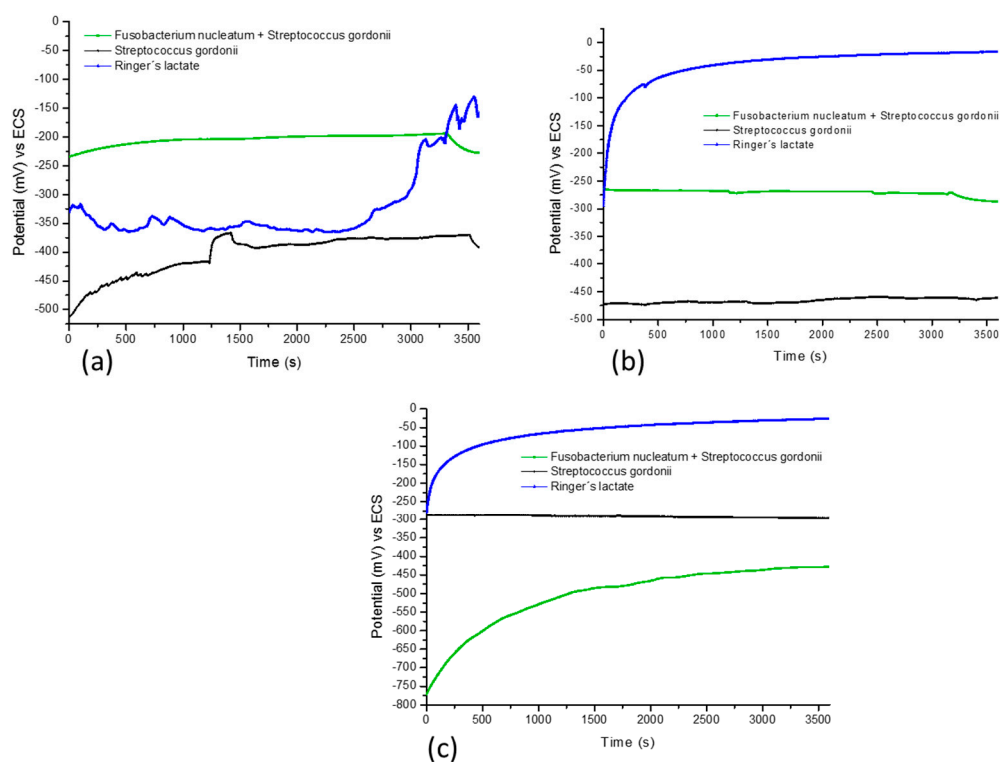 0
-50
-100
-150
-200
-250
-300
-350
-400
-450
-500
Potential (mV) vs ECS
Fusobacterium nucleatum + Streptococcus gordonii
Streptococcus gordonii
Ringer´s lactate
0 500 1000 1500 2000 2500 3000 3500
Time (s)
(a)
0
-50
-100
-150
-200
-250
-300
-350
-400
-450
-500
Potential (mV) vs ECS
Fusobacterium nucleatum + Streptococcus gordonii
Streptococcus gordonii
Ringer´s lactate
0 500 1000 1500 2000 2500 3000 3500
Time (s)
(b)
0
-50
-100
-150
-200
-250
-300
-350
-400
-450
-500
-550
-600
-650
-700
-750
-800
Potential (mV) vs ECS
Fusobacterium nucleatum + Streptococcus gordonii
Streptococcus gordonii
Ringer´s lactate
0 500 1000 1500 2000 2500 3000 3500
Time (s)
(c)